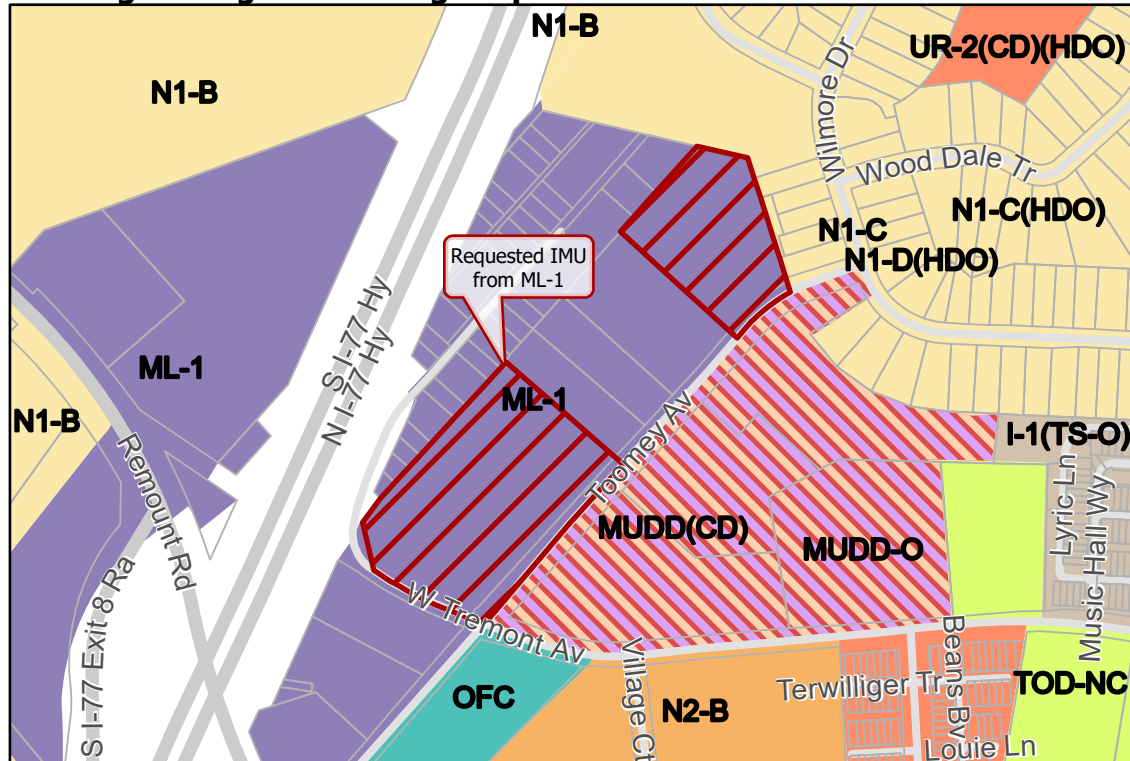 N1-B
N1-B
UR-2(CD)(HDO)
Wilmore Dr
Wood Dale Tr
N1-C(HDO)
N1-C
N1-D(HDO)
Requested IMU
from ML-1
S I-77 Hy
N I-77 Hy
ML-1
ML-1
N1-B
Toomey Av
I-1(TS-O)
Remount Rd
Lyric Ln
Music Hall Wy
MUDD(CD)
MUDD-O
S I-77 Exit 8 Ra
W Tremont Av
Village Ct
Beans Bv
Terwilliger Tr
TOD-NC
OFC
N2-B
Louie Ln